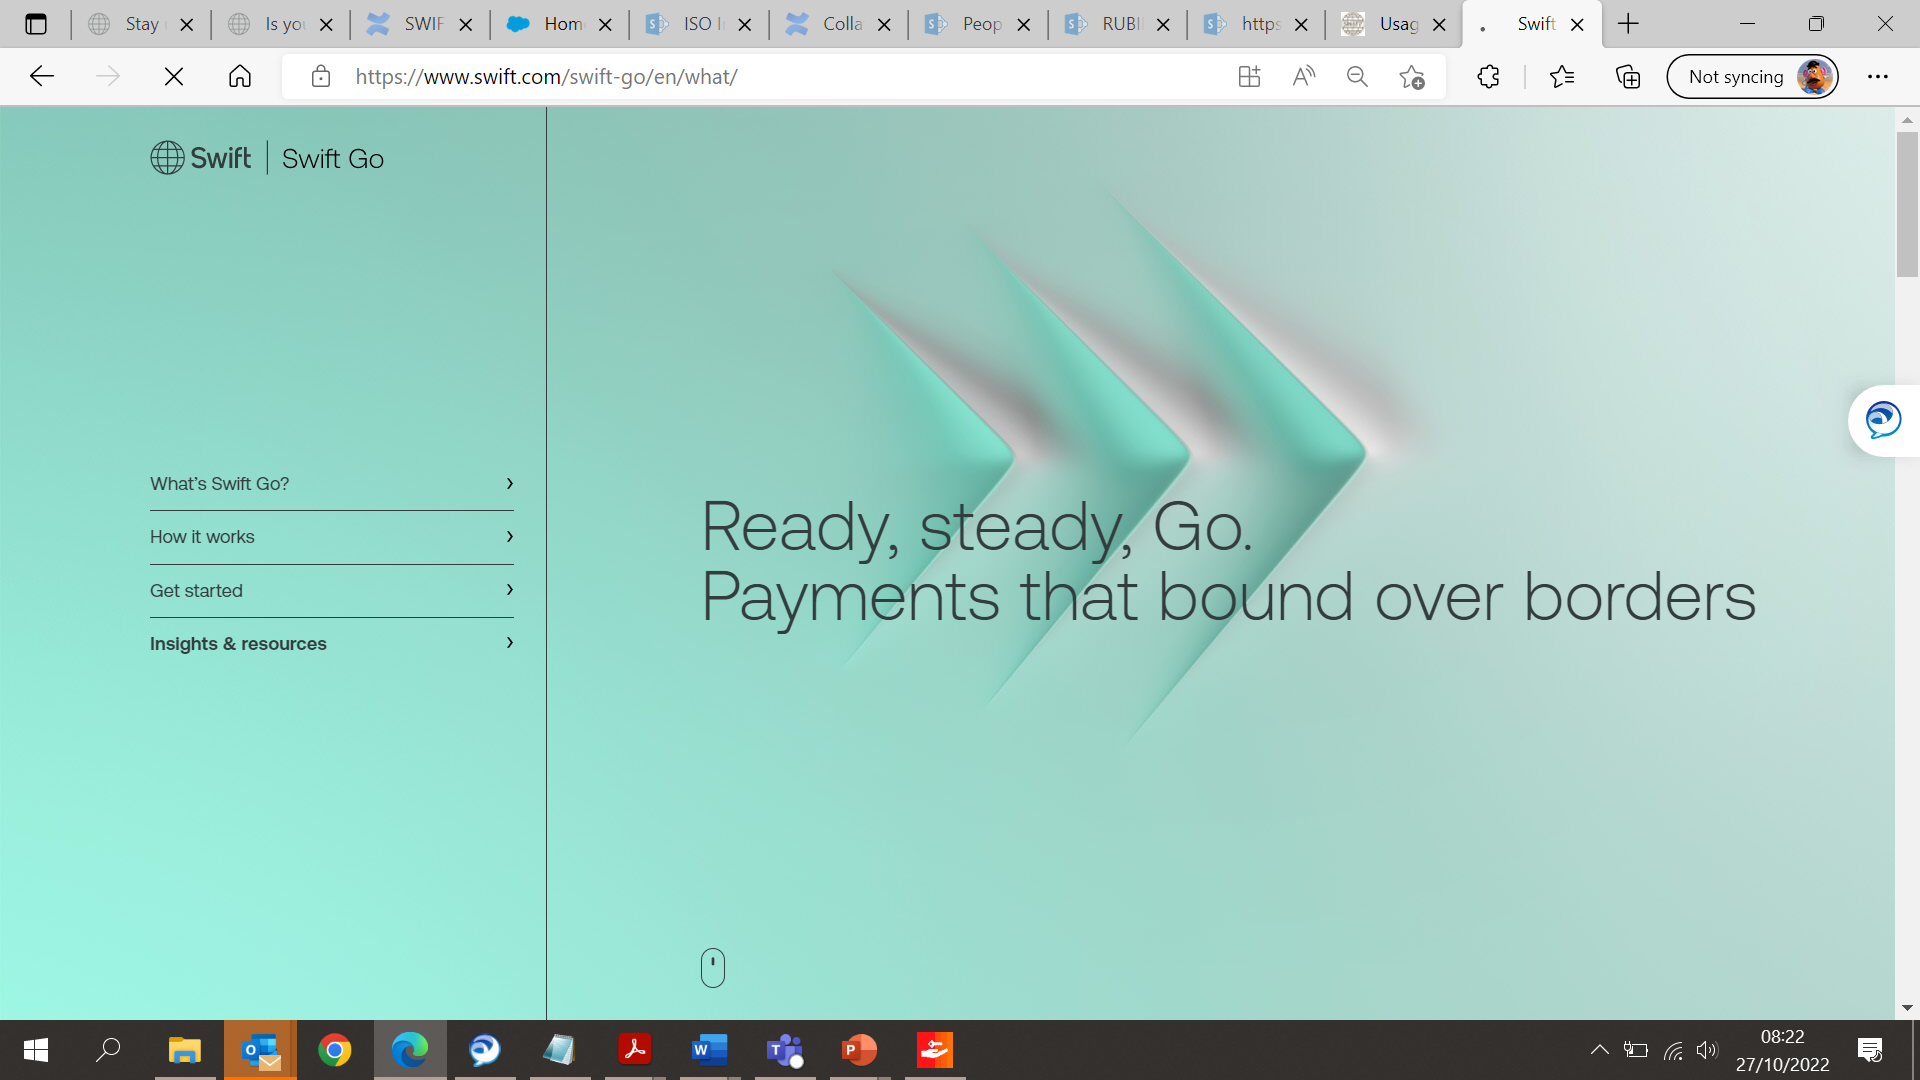 Stay
Is you
SWIF
Hom
ISO I
Colla
Peop
RUBI
https
Usag
Swift
https://www.swift.com/swift-go/en/what/
Not syncing
Swift | Swift Go
What's Swift Go?
How it works
Get started
Insights & resources
Ready, steady, Go.
Payments that bound over borders
08:22
27/10/2022